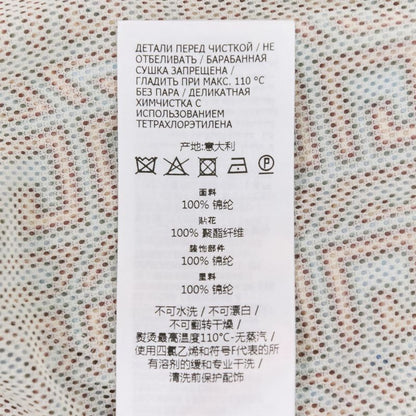 ДЕТАЛИ ПЕРЕД ЧИСТКОЙ / НЕ
ОТБЕЛИВАТЬ / БАРАБАННАЯ
СУШКА ЗАПРЕЩЕНА /
ГЛАДИТЬ ПРИ МАКС. 110 °C
БЕЗ ПАРА / ДЕЛИКАТНАЯ
ХИМЧИСТКА С
ИСПОЛЬЗОВАНИЕМ
ТЕТРАХЛОРЭТИЛЕНА
产地:意大利
P
面料
100% 锦纶
贴花
100% 聚酯纤维
装饰部件
100% 锦纶
里料
100% 锦纶
不可水洗 / 不可漂白 /
不可翻转干燥 /
熨烫最高温度110°C-无蒸汽 /
使用四氯乙烯和符号F代表的所
有溶剂的缓和专业干洗 /
清洗前保护配饰